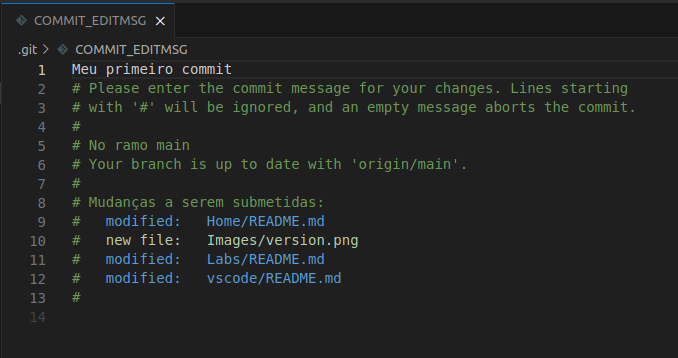 COMMIT_EDITMSG ×
.git > COMMIT_EDITMSG
1 Meu primeiro commit
2 # Please enter the commit message for your changes. Lines starting
3 # with '#' will be ignored, and an empty message aborts the commit.
4 #
5 # No ramo main
6 # Your branch is up to date with 'origin/main'.
7 #
8 # Mudanças a serem submetidas:
9 #   modified:   Home/README.md
10 #   new file:   Images/version.png
11 #   modified:   Labs/README.md
12 #   modified:   vscode/README.md
13 #
14